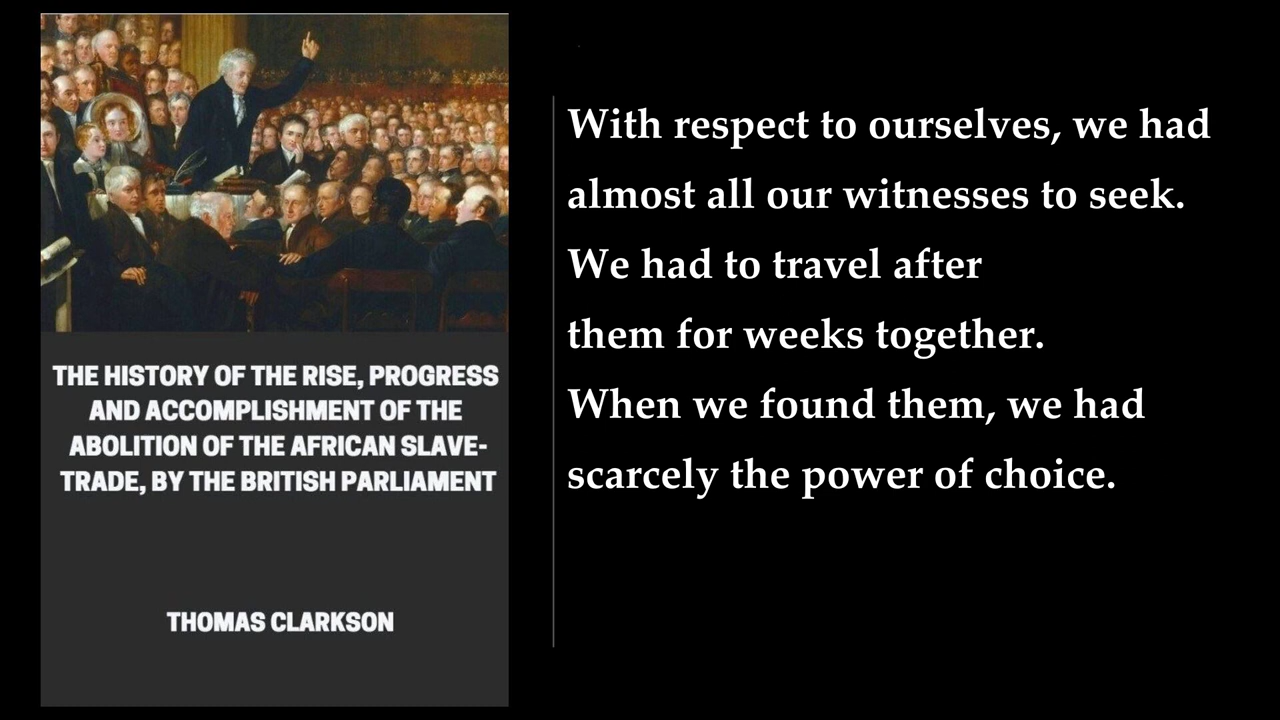 THE HISTORY OF THE RISE, PROGRESS
AND ACCOMPLISHMENT OF THE
ABOLITION OF THE AFRICAN SLAVE-
TRADE, BY THE BRITISH PARLIAMENT
THOMAS CLARKSON
With respect to ourselves, we had
almost all our witnesses to seek.
We had to travel after
them for weeks together.
When we found them, we had
scarcely the power of choice.